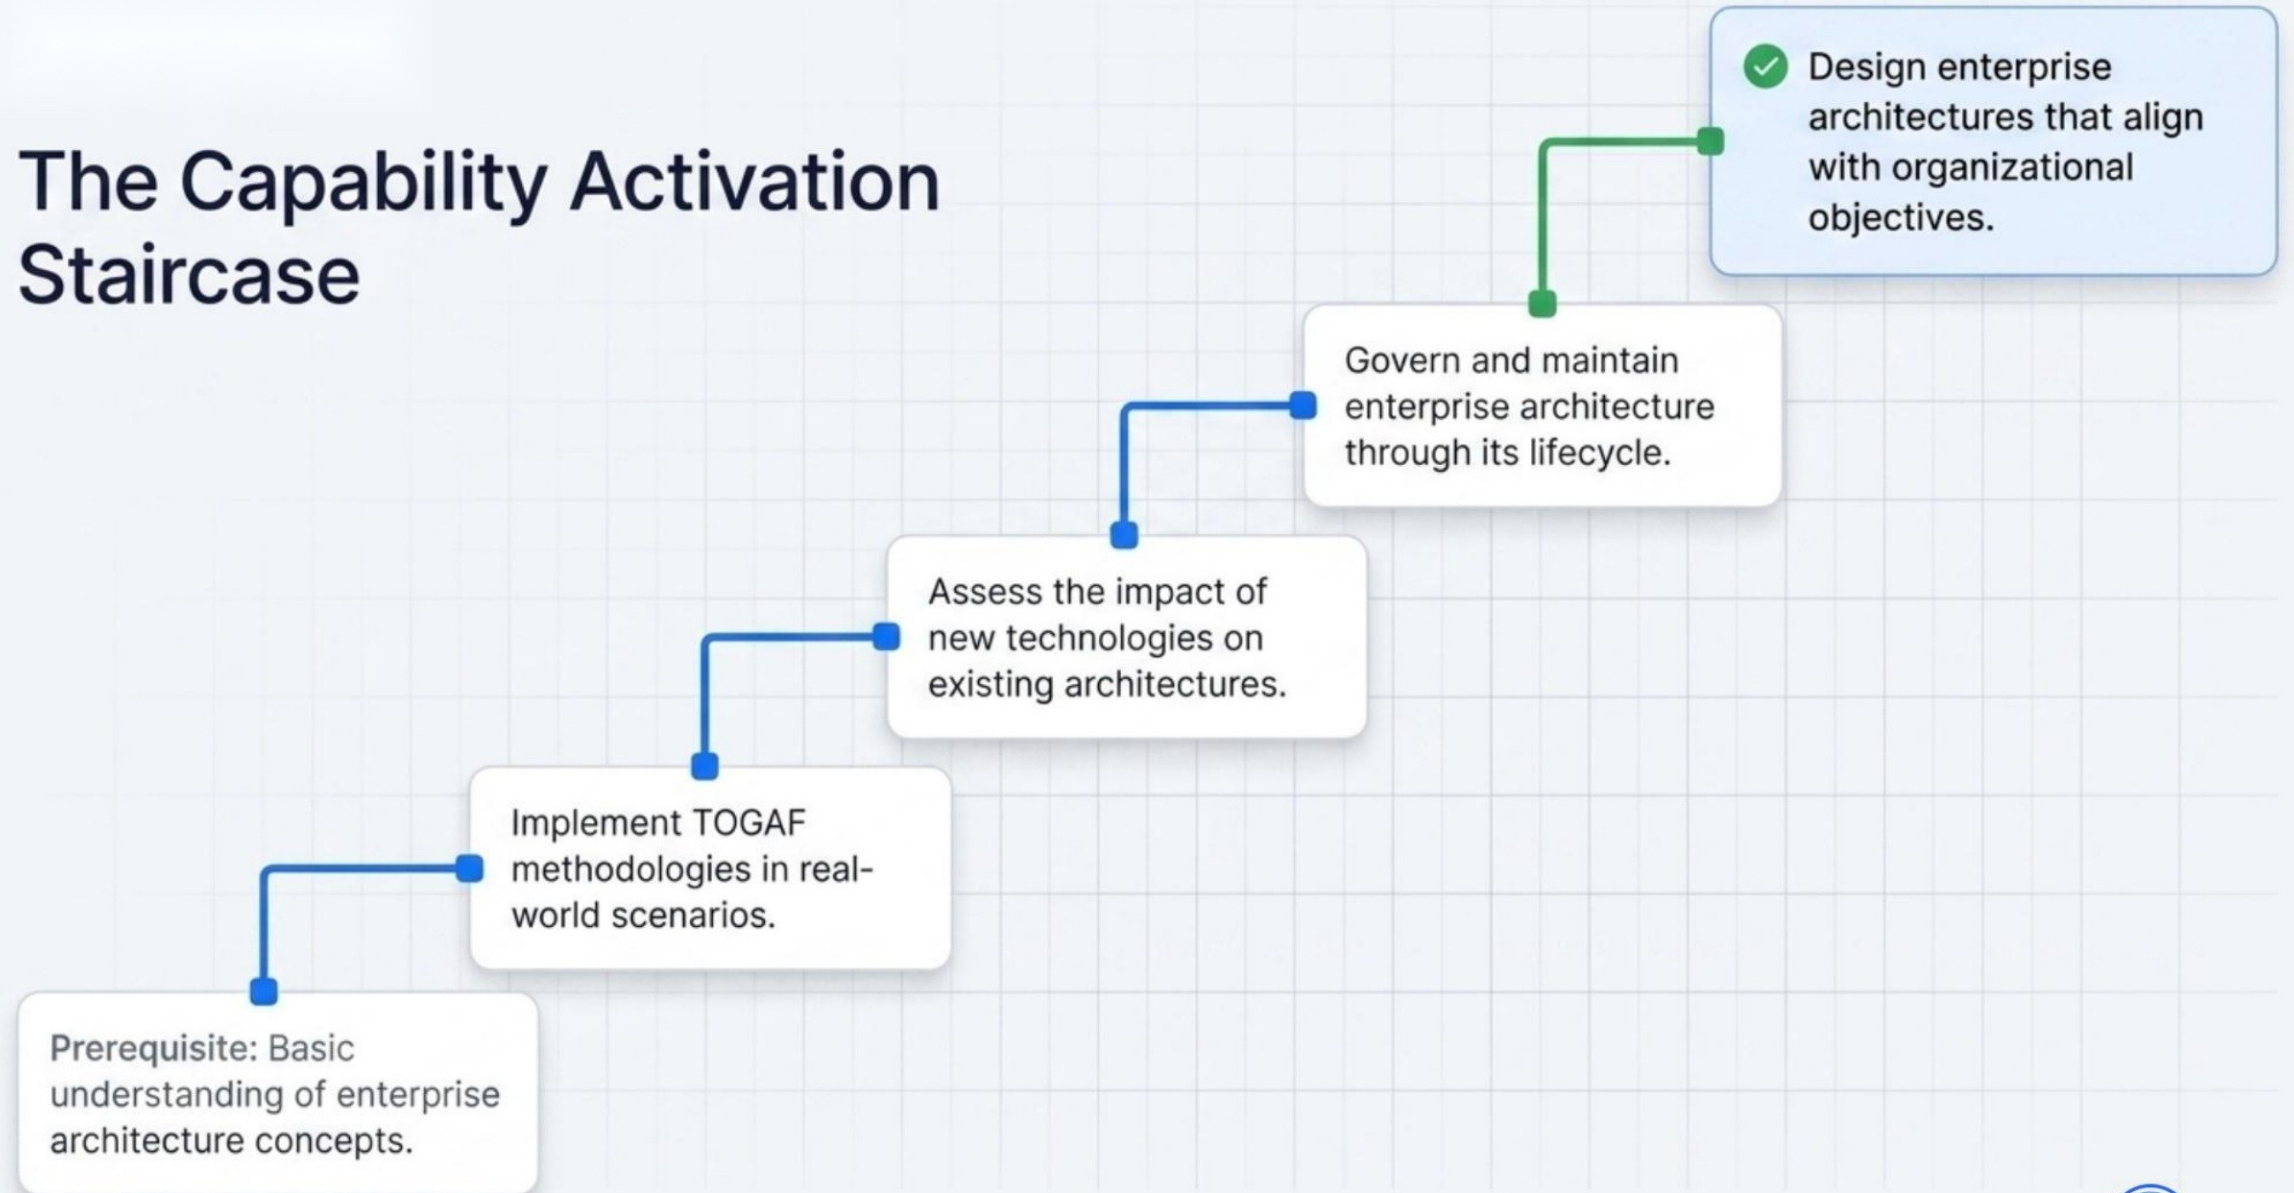 The Capability Activation
Staircase
Design enterprise
architectures that align
with organizational
objectives.
Govern and maintain
enterprise architecture
through its lifecycle.
Assess the impact of
new technologies on
existing architectures.
Implement TOGAF
methodologies in real-
world scenarios.
Prerequisite: Basic
understanding of enterprise
architecture concepts.